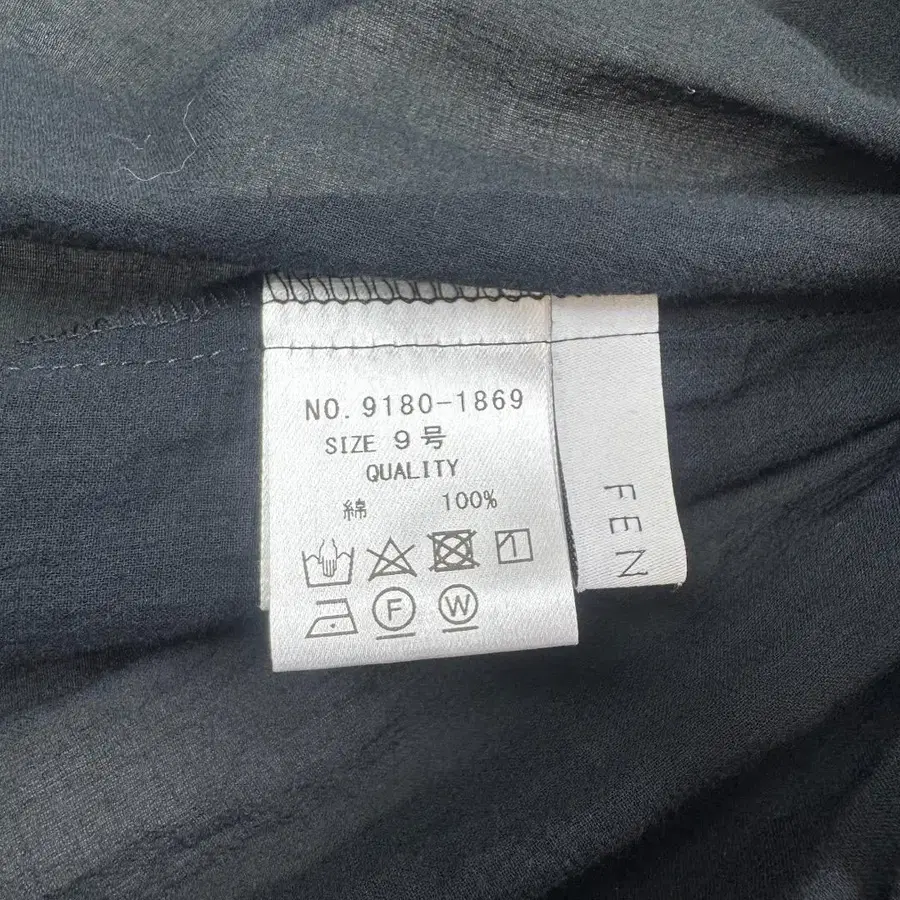 NO. 9180-1869
SIZE 9号
QUALITY
綿 100%
F W
FEN